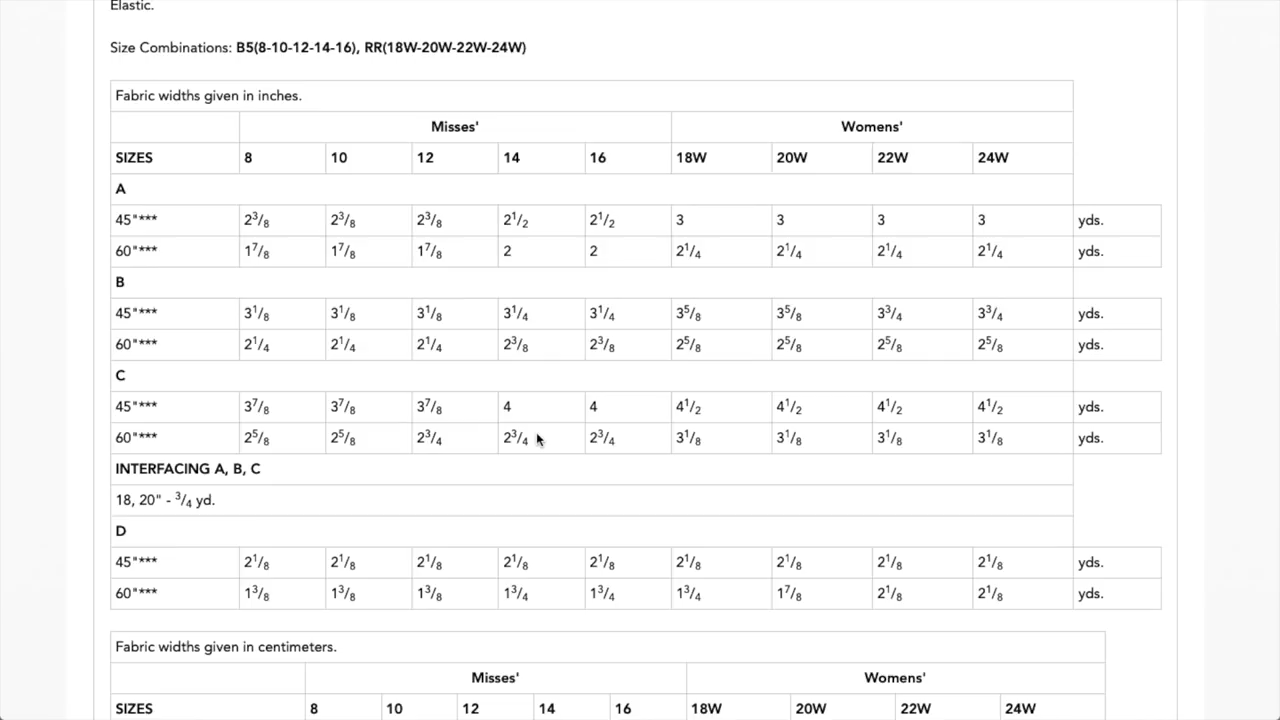 Elastic.
Size Combinations: B5(8-10-12-14-16), RR(18W-20W-22W-24W)
Fabric widths given in inches.
Misses' Womens'
SIZES 8 10 12 14 16 18W 20W 22W 24W
A
45"*** 2 3/8 2 3/8 2 3/8 2 1/2 2 1/2 3 3 3 3 yds.
60"*** 1 7/8 1 7/8 1 7/8 2 2 2 1/4 2 1/4 2 1/4 2 1/4 yds.
B
45"*** 3 1/8 3 1/8 3 1/8 3 1/4 3 1/4 3 5/8 3 5/8 3 3/4 3 3/4 yds.
60"*** 2 1/4 2 1/4 2 1/4 2 3/8 2 3/8 2 5/8 2 5/8 2 5/8 2 5/8 yds.
C
45"*** 3 7/8 3 7/8 3 7/8 4 4 4 1/2 4 1/2 4 1/2 4 1/2 yds.
60"*** 2 5/8 2 5/8 2 3/4 2 3/4 2 3/4 3 1/8 3 1/8 3 1/8 3 1/8 yds.
INTERFACING A, B, C
18, 20" - 3/4 yd.
D
45"*** 2 1/8 2 1/8 2 1/8 2 1/8 2 1/8 2 1/8 2 1/8 2 1/8 2 1/8 yds.
60"*** 1 3/8 1 3/8 1 3/8 1 3/4 1 3/4 1 3/4 1 7/8 2 1/8 2 1/8 yds.
Fabric widths given in centimeters.
Misses' Womens'
SIZES 8 10 12 14 16 18W 20W 22W 24W